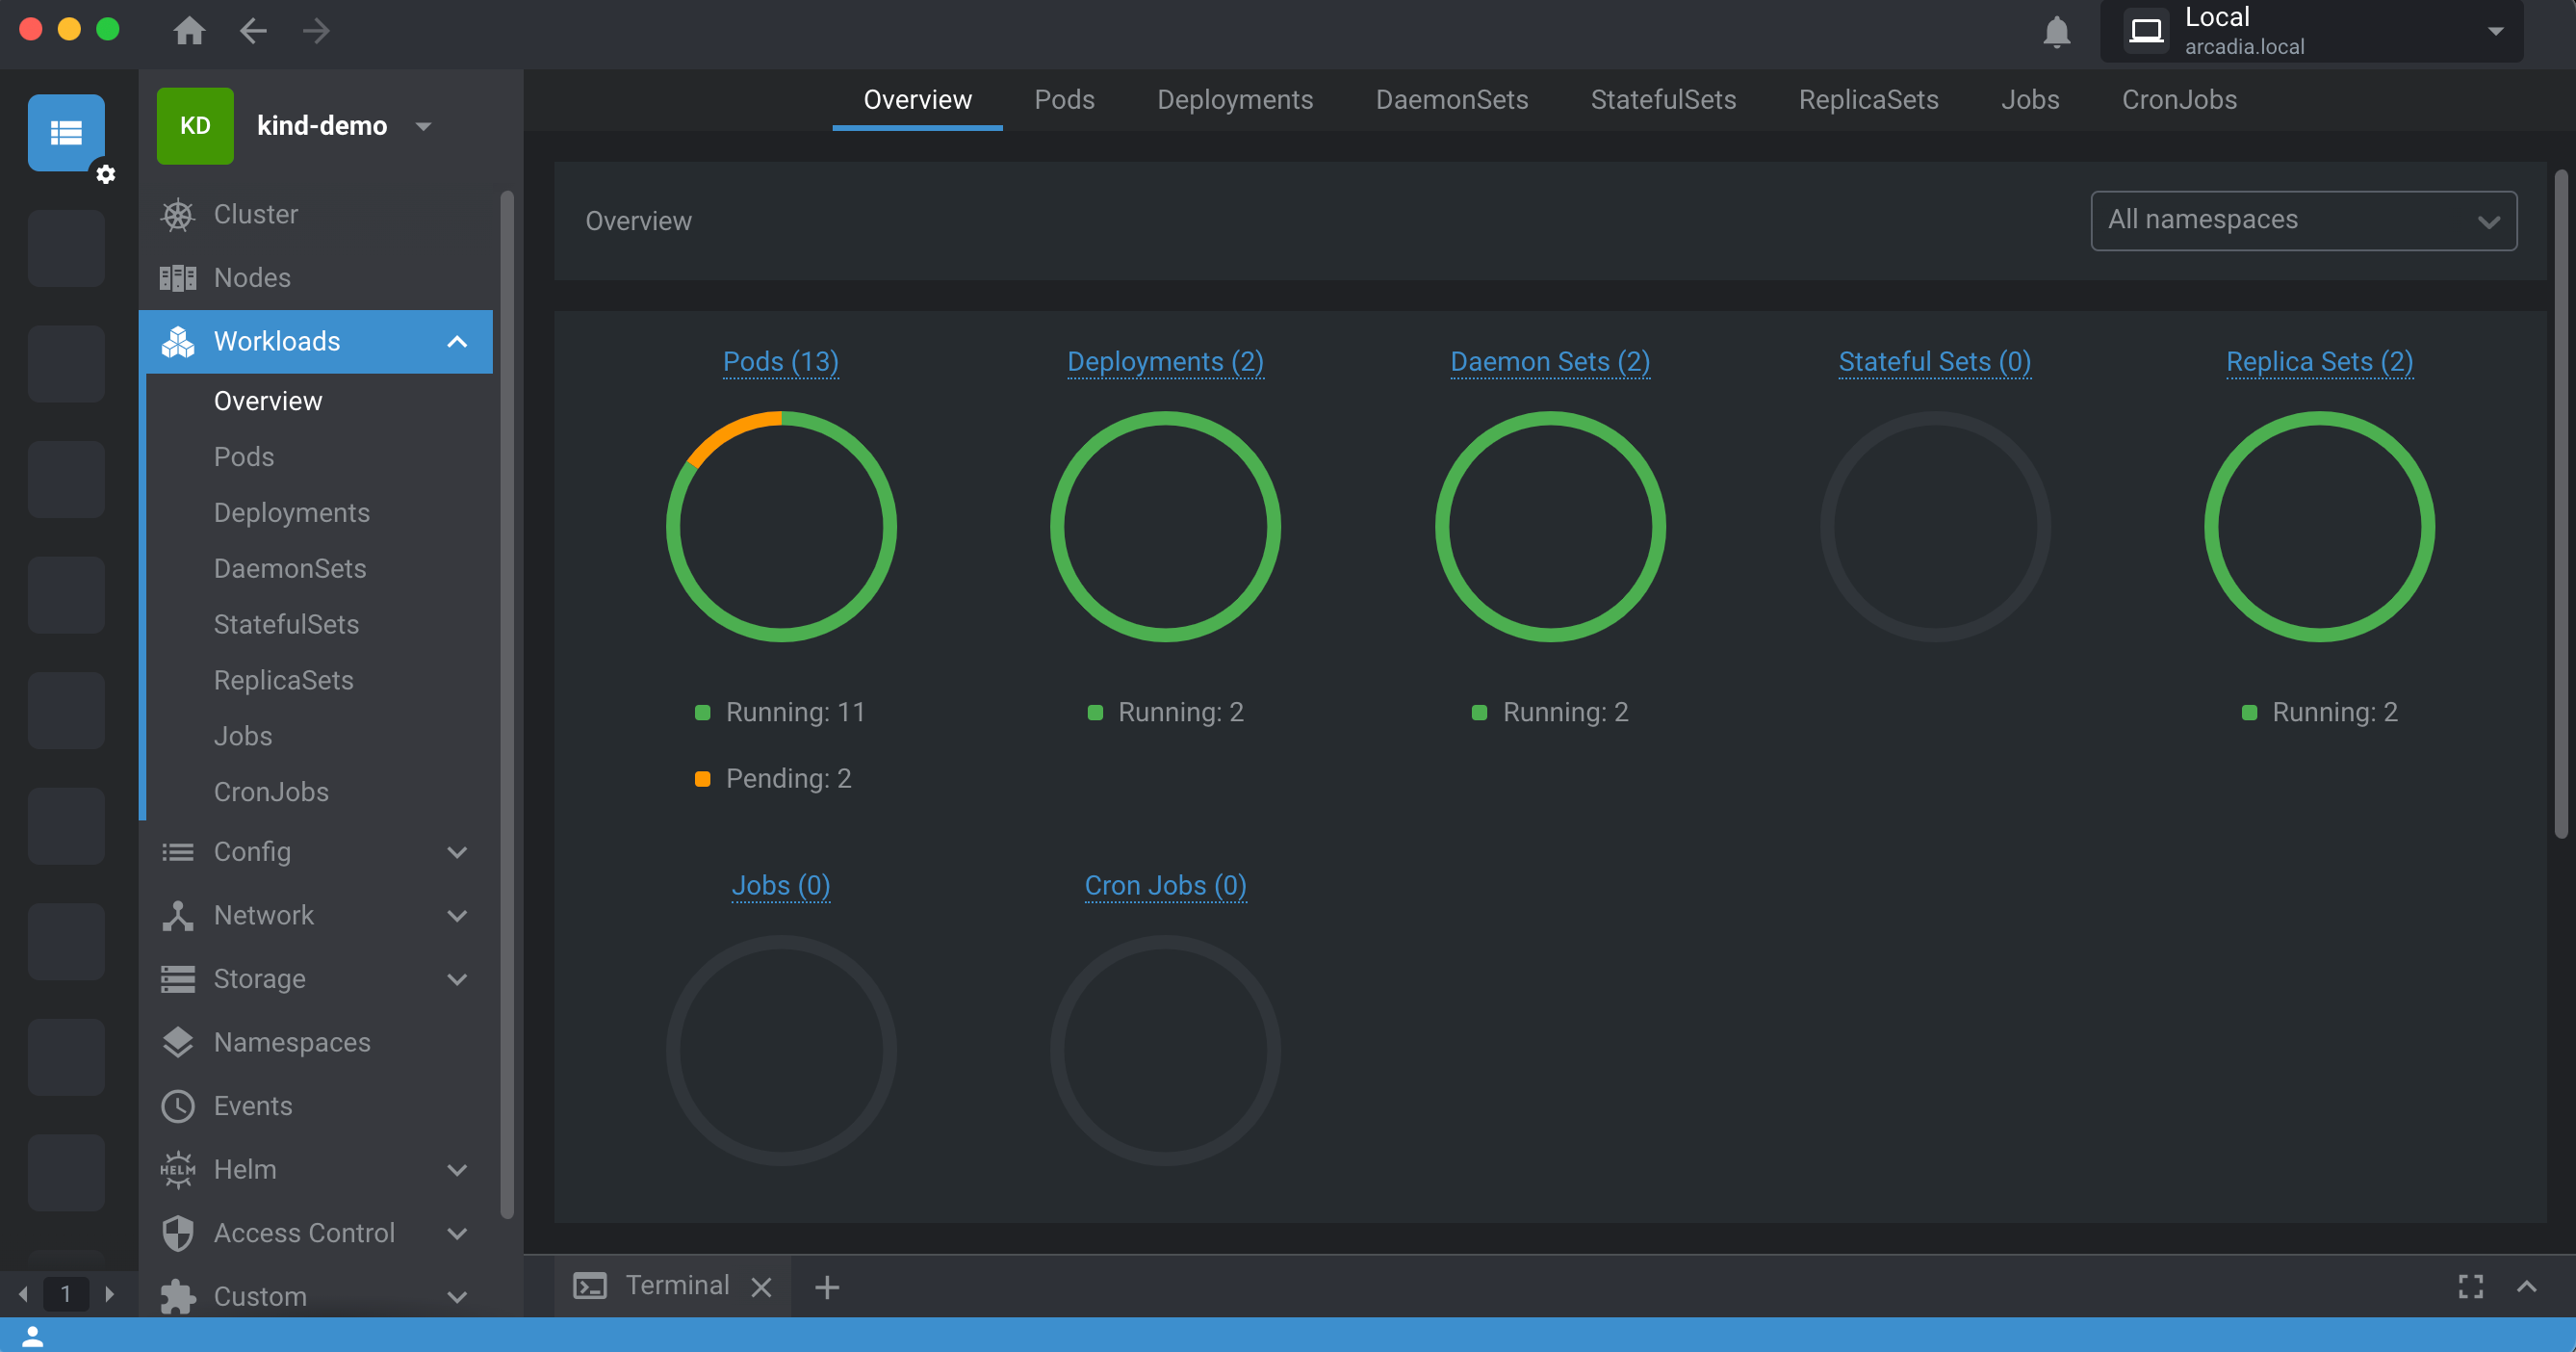 Local
arcadia.local
KD
kind-demo
Cluster
Nodes
Workloads
Overview
Pods
Deployments
DaemonSets
StatefulSets
ReplicaSets
Jobs
CronJobs
Config
Network
Storage
Namespaces
Events
HELM
Helm
Access Control
Custom
1
Overview Pods Deployments DaemonSets StatefulSets ReplicaSets Jobs CronJobs
Overview
All namespaces
Pods (13)
Running: 11
Pending: 2
Deployments (2)
Running: 2
Daemon Sets (2)
Running: 2
Stateful Sets (0)
Replica Sets (2)
Running: 2
Jobs (0)
Cron Jobs (0)
Terminal